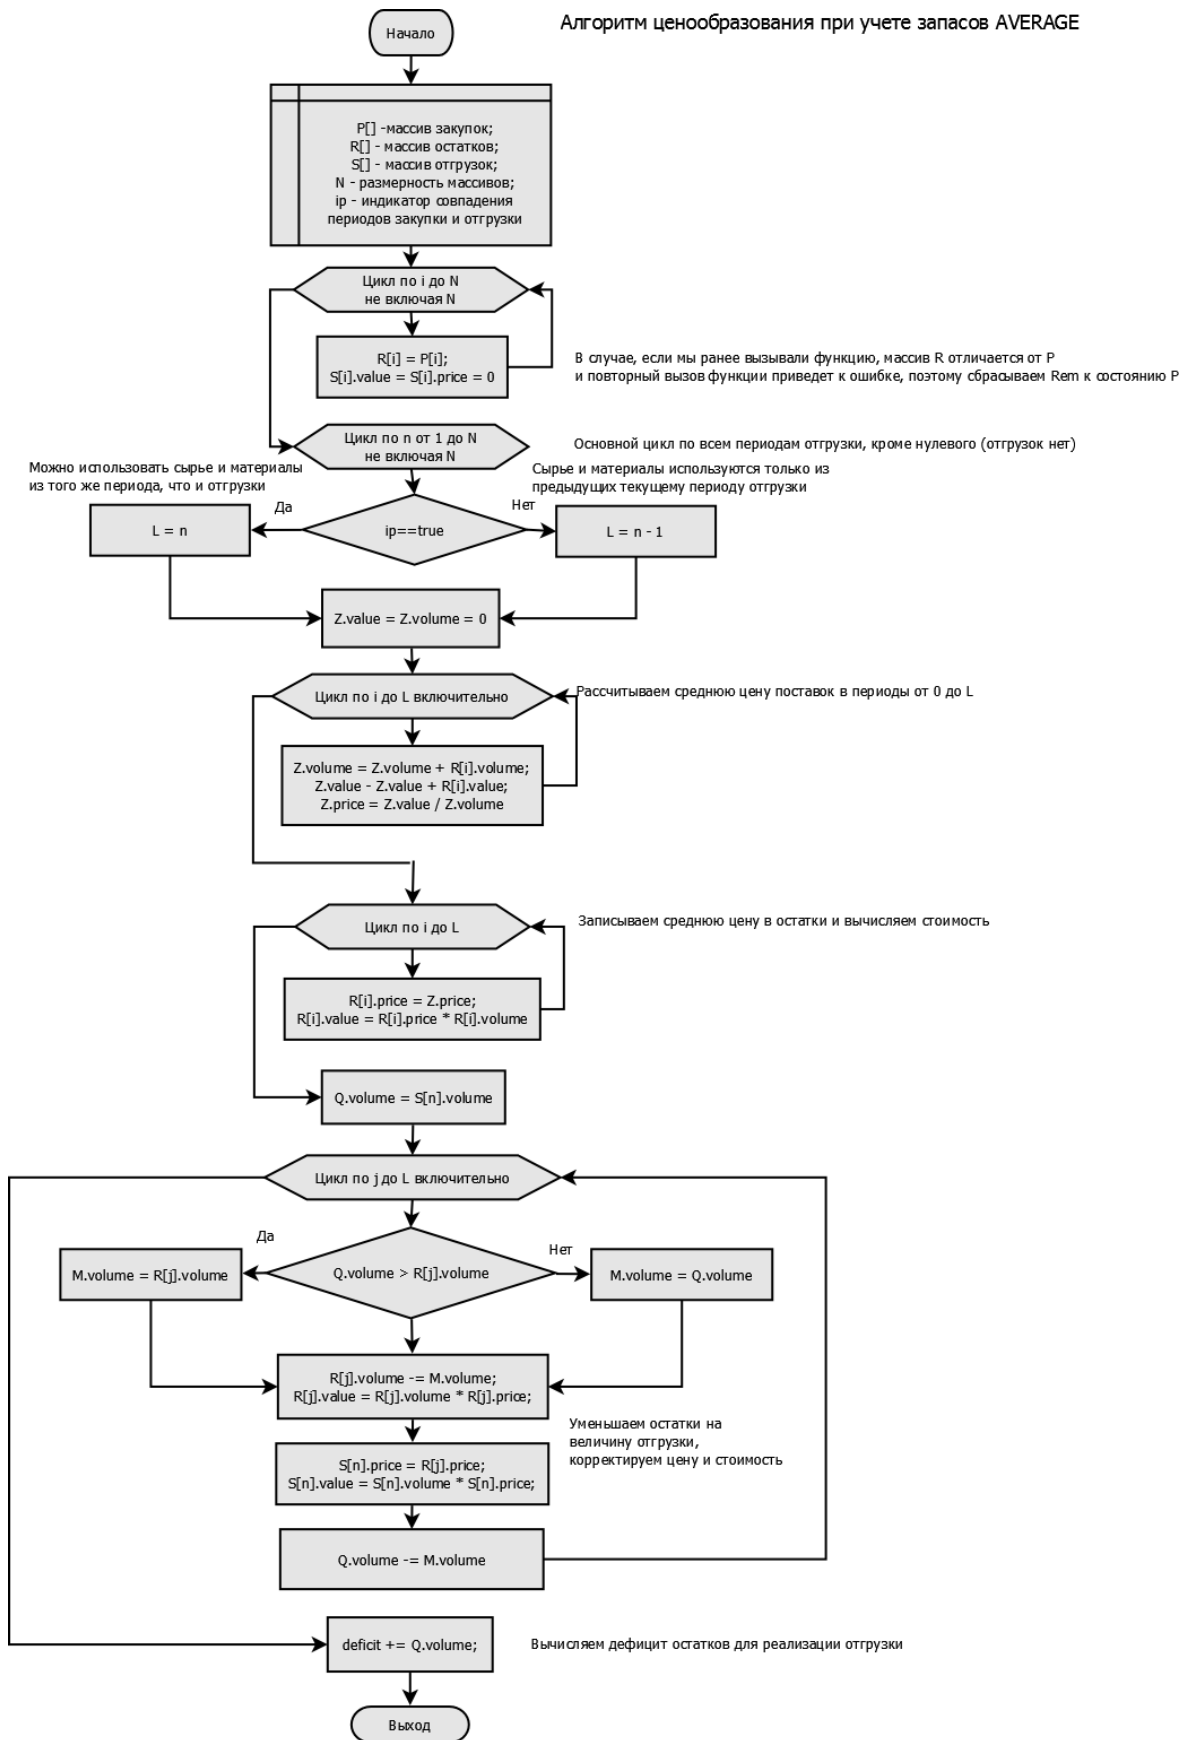 Алгоритм ценообразования при учете запасов AVERAGE
Начало
P[] -массив закупок;
R[] - массив остатков;
S[] - массив отгрузок;
N - размерность массивов;
ip - индикатор совпадения
периодов закупки и отгрузки
Цикл по i до N
не включая N
R[i] = P[i];
S[i].value = S[i].price = 0
В случае, если мы ранее вызывали функцию, массив R отличается от P
и повторный вызов функции приведет к ошибке, поэтому сбрасываем Rem к состоянию P
Цикл по n от 1 до N
не включая N
Основной цикл по всем периодам отгрузки, кроме нулевого (отгрузок нет)
Можно использовать сырье и материалы
из того же периода, что и отгрузки
Сырье и материалы используются только из
предыдущих текущему периоду отгрузки
Да
Нет
L = n
ip==true
L = n - 1
Z.value = Z.volume = 0
Цикл по i до L включительно
Рассчитываем среднюю цену поставок в периоды от 0 до L
Z.volume = Z.volume + R[i].volume;
Z.value - Z.value + R[i].value;
Z.price = Z.value / Z.volume
Цикл по i до L
Записываем среднюю цену в остатки и вычисляем стоимость
R[i].price = Z.price;
R[i].value = R[i].price * R[i].volume
Q.volume = S[n].volume
Цикл по j до L включительно
Да
Нет
M.volume = R[j].volume
Q.volume > R[j].volume
M.volume = Q.volume
R[j].volume -= M.volume;
R[j].value = R[j].volume * R[j].price;
Уменьшаем остатки на
величину отгрузки,
корректируем цену и стоимость
S[n].price = R[j].price;
S[n].value = S[n].volume * S[n].price;
Q.volume -= M.volume
deficit += Q.volume;
Вычисляем дефицит остатков для реализации отгрузки
Выход